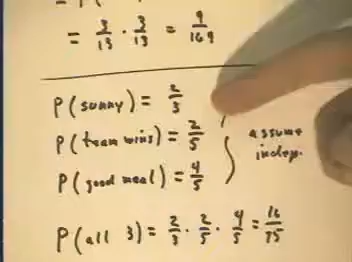 = 3/13 · 3/13 = 9/169
P(sunny) = 2/3
P(team wins) = 2/5
P(good meal) = 4/5
assume
indep.
P(all 3) = 2/3 · 2/5 · 4/5 = 16/75